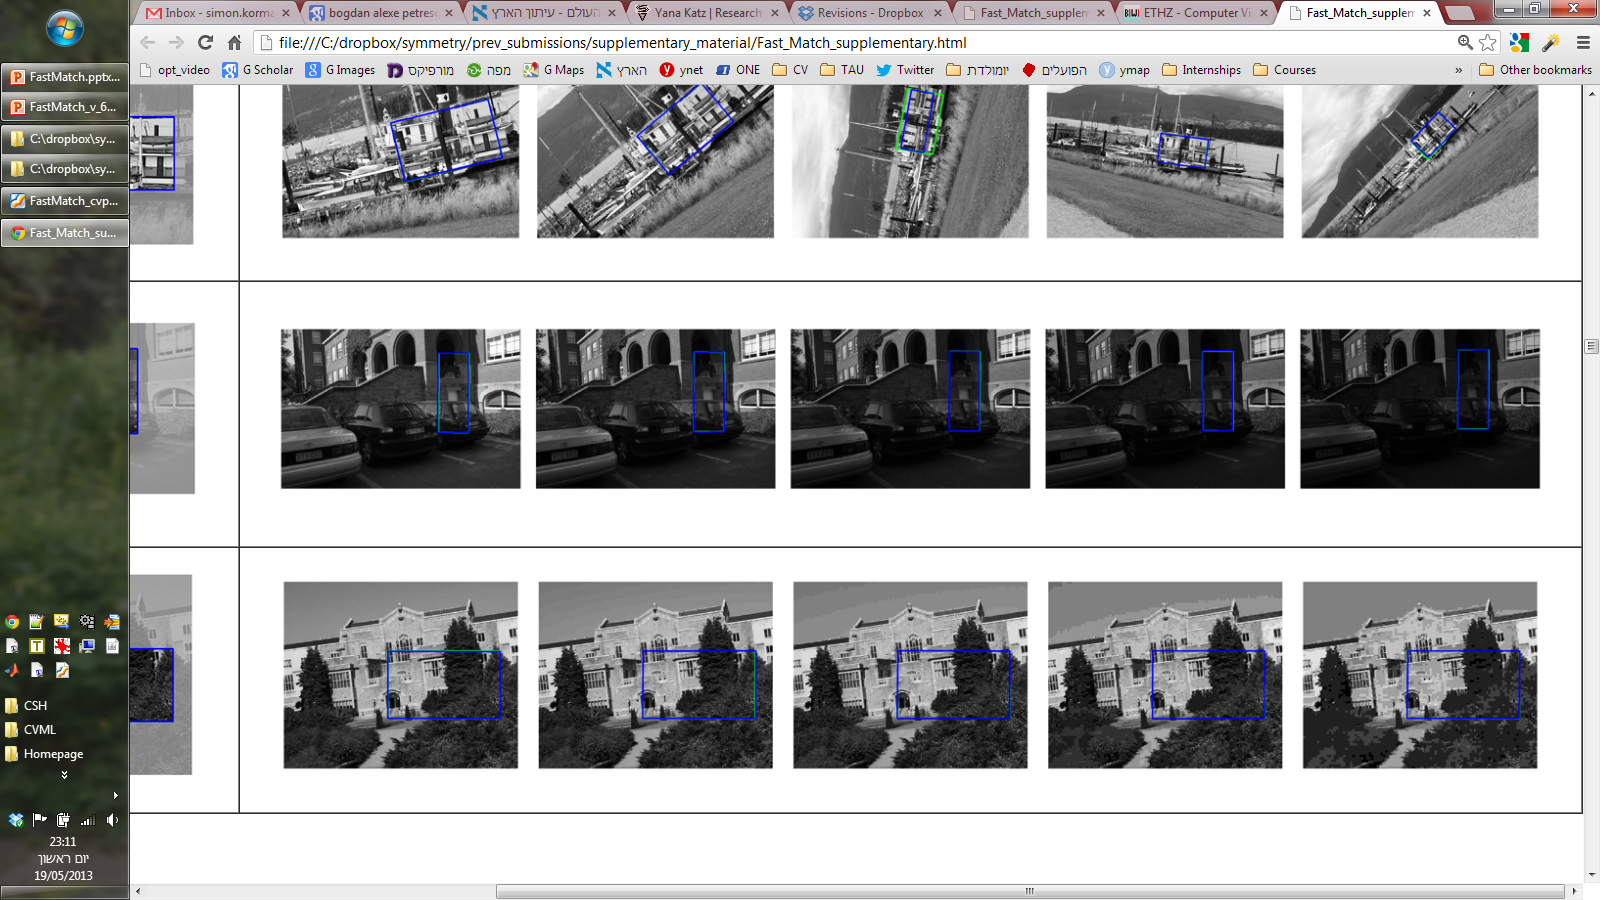 Inbox - simon.korma
bogdan alexe petres
העולם - עיתון הארץ
Yana Katz | Research
Revisions - Dropbox
Fast_Match_supplem
ETHZ - Computer Vi
Fast_Match_supplem
file:///C:/dropbox/symmetry/prev_submissions/supplementary_material/Fast_Match_supplementary.html
opt_video
G Scholar
G Images
מורפיקס
מפה
G Maps
הארץ
ynet
ONE
CV
TAU
Twitter
יומולדת
הפועלים
ymap
Internships
Courses
»
Other bookmarks
FastMatch.pptx...
FastMatch_v_6...
C:\dropbox\sy...
C:\dropbox\sy...
FastMatch_cvp...
Fast_Match_su...
CSH
CVML
Homepage
23:11
יום ראשון
19/05/2013